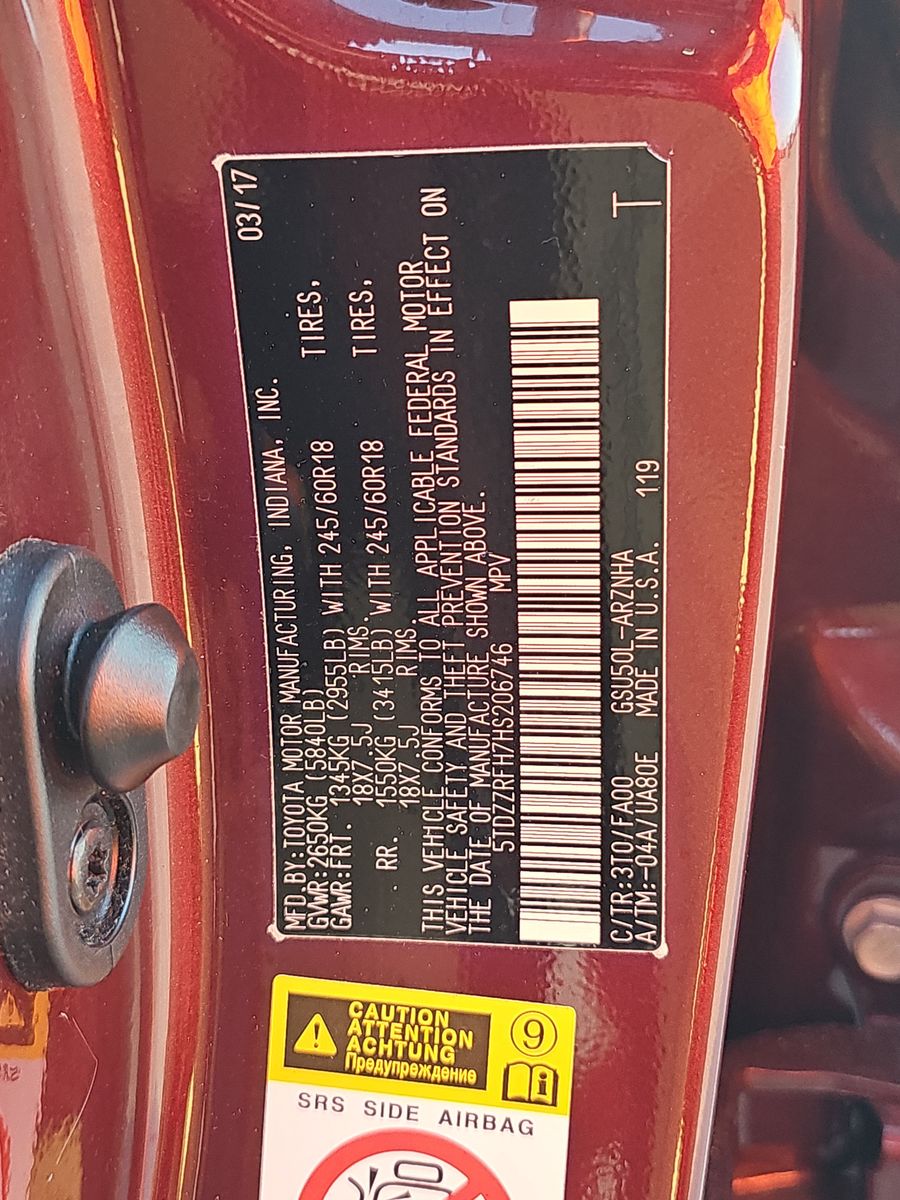 MFD.BY:TOYOTA MOTOR MANUFACTURING, INDIANA, INC. 03/17
GVWR:2650KG (5840LB)
GAWR:FRT. 1345KG (2955LB) WITH 245/60R18 TIRES,
18X7.5J RIMS.
RR. 1550KG (3415LB) WITH 245/60R18 TIRES,
18X7.5J RIMS.
THIS VEHICLE CONFORMS TO ALL APPLICABLE FEDERAL MOTOR
VEHICLE SAFETY AND THEFT PREVENTION STANDARDS IN EFFECT ON
THE DATE OF MANUFACTURE SHOWN ABOVE.
5TDZZRFH7HS206746 MPV
C/TR:3T0/FA00 GSU50L-ARZNHA
A/TM:-04A/UA80E MADE IN U.S.A. 119 T
CAUTION
ATTENTION
ACHTUNG
Предупреждение
9
i
SRS SIDE AIRBAG